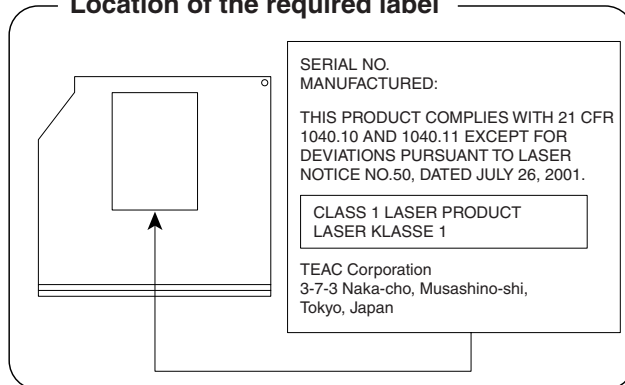 Location of the required label
SERIAL NO.
MANUFACTURED:
THIS PRODUCT COMPLIES WITH 21 CFR
1040.10 AND 1040.11 EXCEPT FOR
DEVIATIONS PURSUANT TO LASER
NOTICE NO.50, DATED JULY 26, 2001.
CLASS 1 LASER PRODUCT
LASER KLASSE 1
TEAC Corporation
3-7-3 Naka-cho, Musashino-shi,
Tokyo, Japan